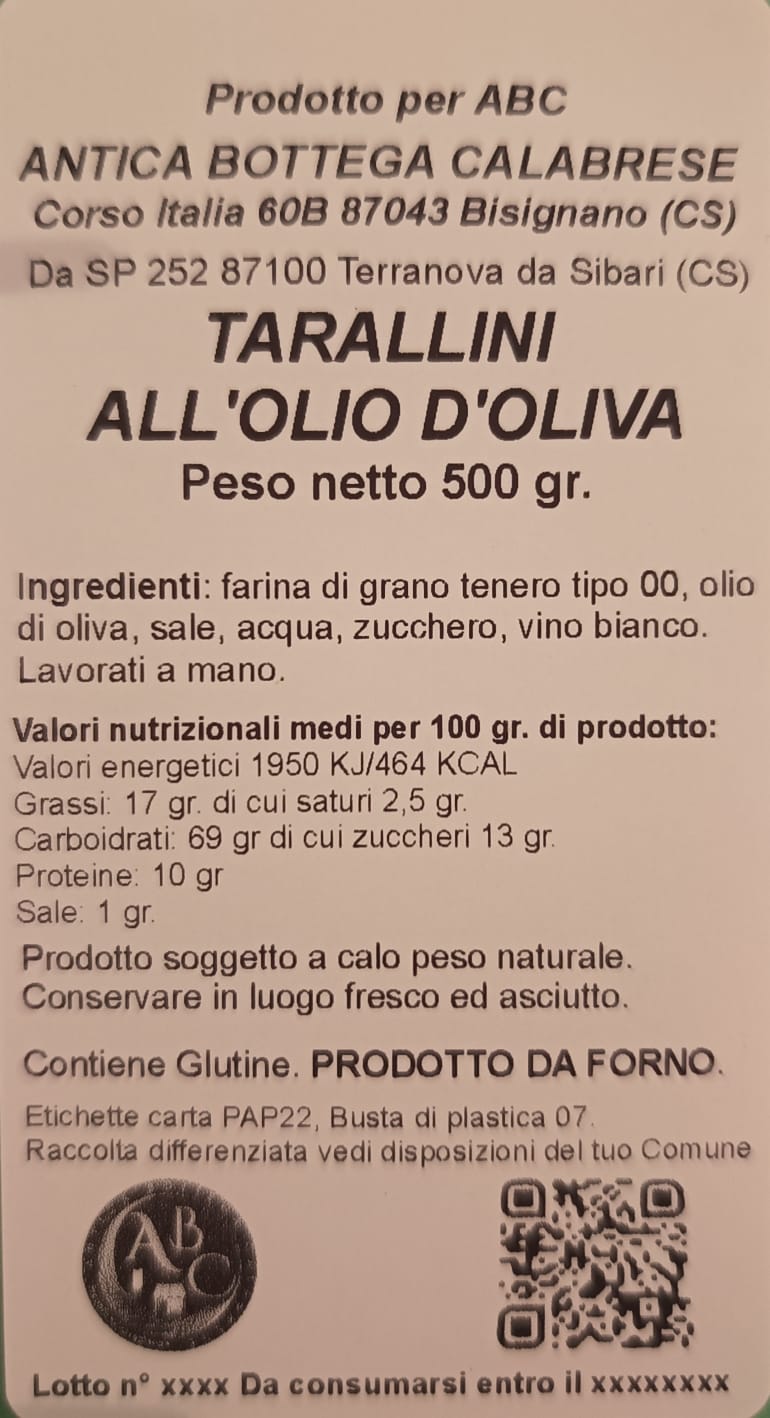 Prodotto per ABC
ANTICA BOTTEGA CALABRESE
Corso Italia 60B 87043 Bisignano (CS)
Da SP 252 87100 Terranova da Sibari (CS)
TARALLINI
ALL'OLIO D'OLIVA
Peso netto 500 gr.
Ingredienti: farina di grano tenero tipo 00, olio
di oliva, sale, acqua, zucchero, vino bianco.
Lavorati a mano.
Valori nutrizionali medi per 100 gr. di prodotto:
Valori energetici 1950 KJ/464 KCAL
Grassi: 17 gr. di cui saturi 2,5 gr.
Carboidrati: 69 gr di cui zuccheri 13 gr.
Proteine: 10 gr
Sale: 1 gr.
Prodotto soggetto a calo peso naturale.
Conservare in luogo fresco ed asciutto.
Contiene Glutine. PRODOTTO DA FORNO.
Etichette carta PAP22, Busta di plastica 07.
Raccolta differenziata vedi disposizioni del tuo Comune
ABC
Lotto n° xxxx Da consumarsi entro il xxxxxxxx